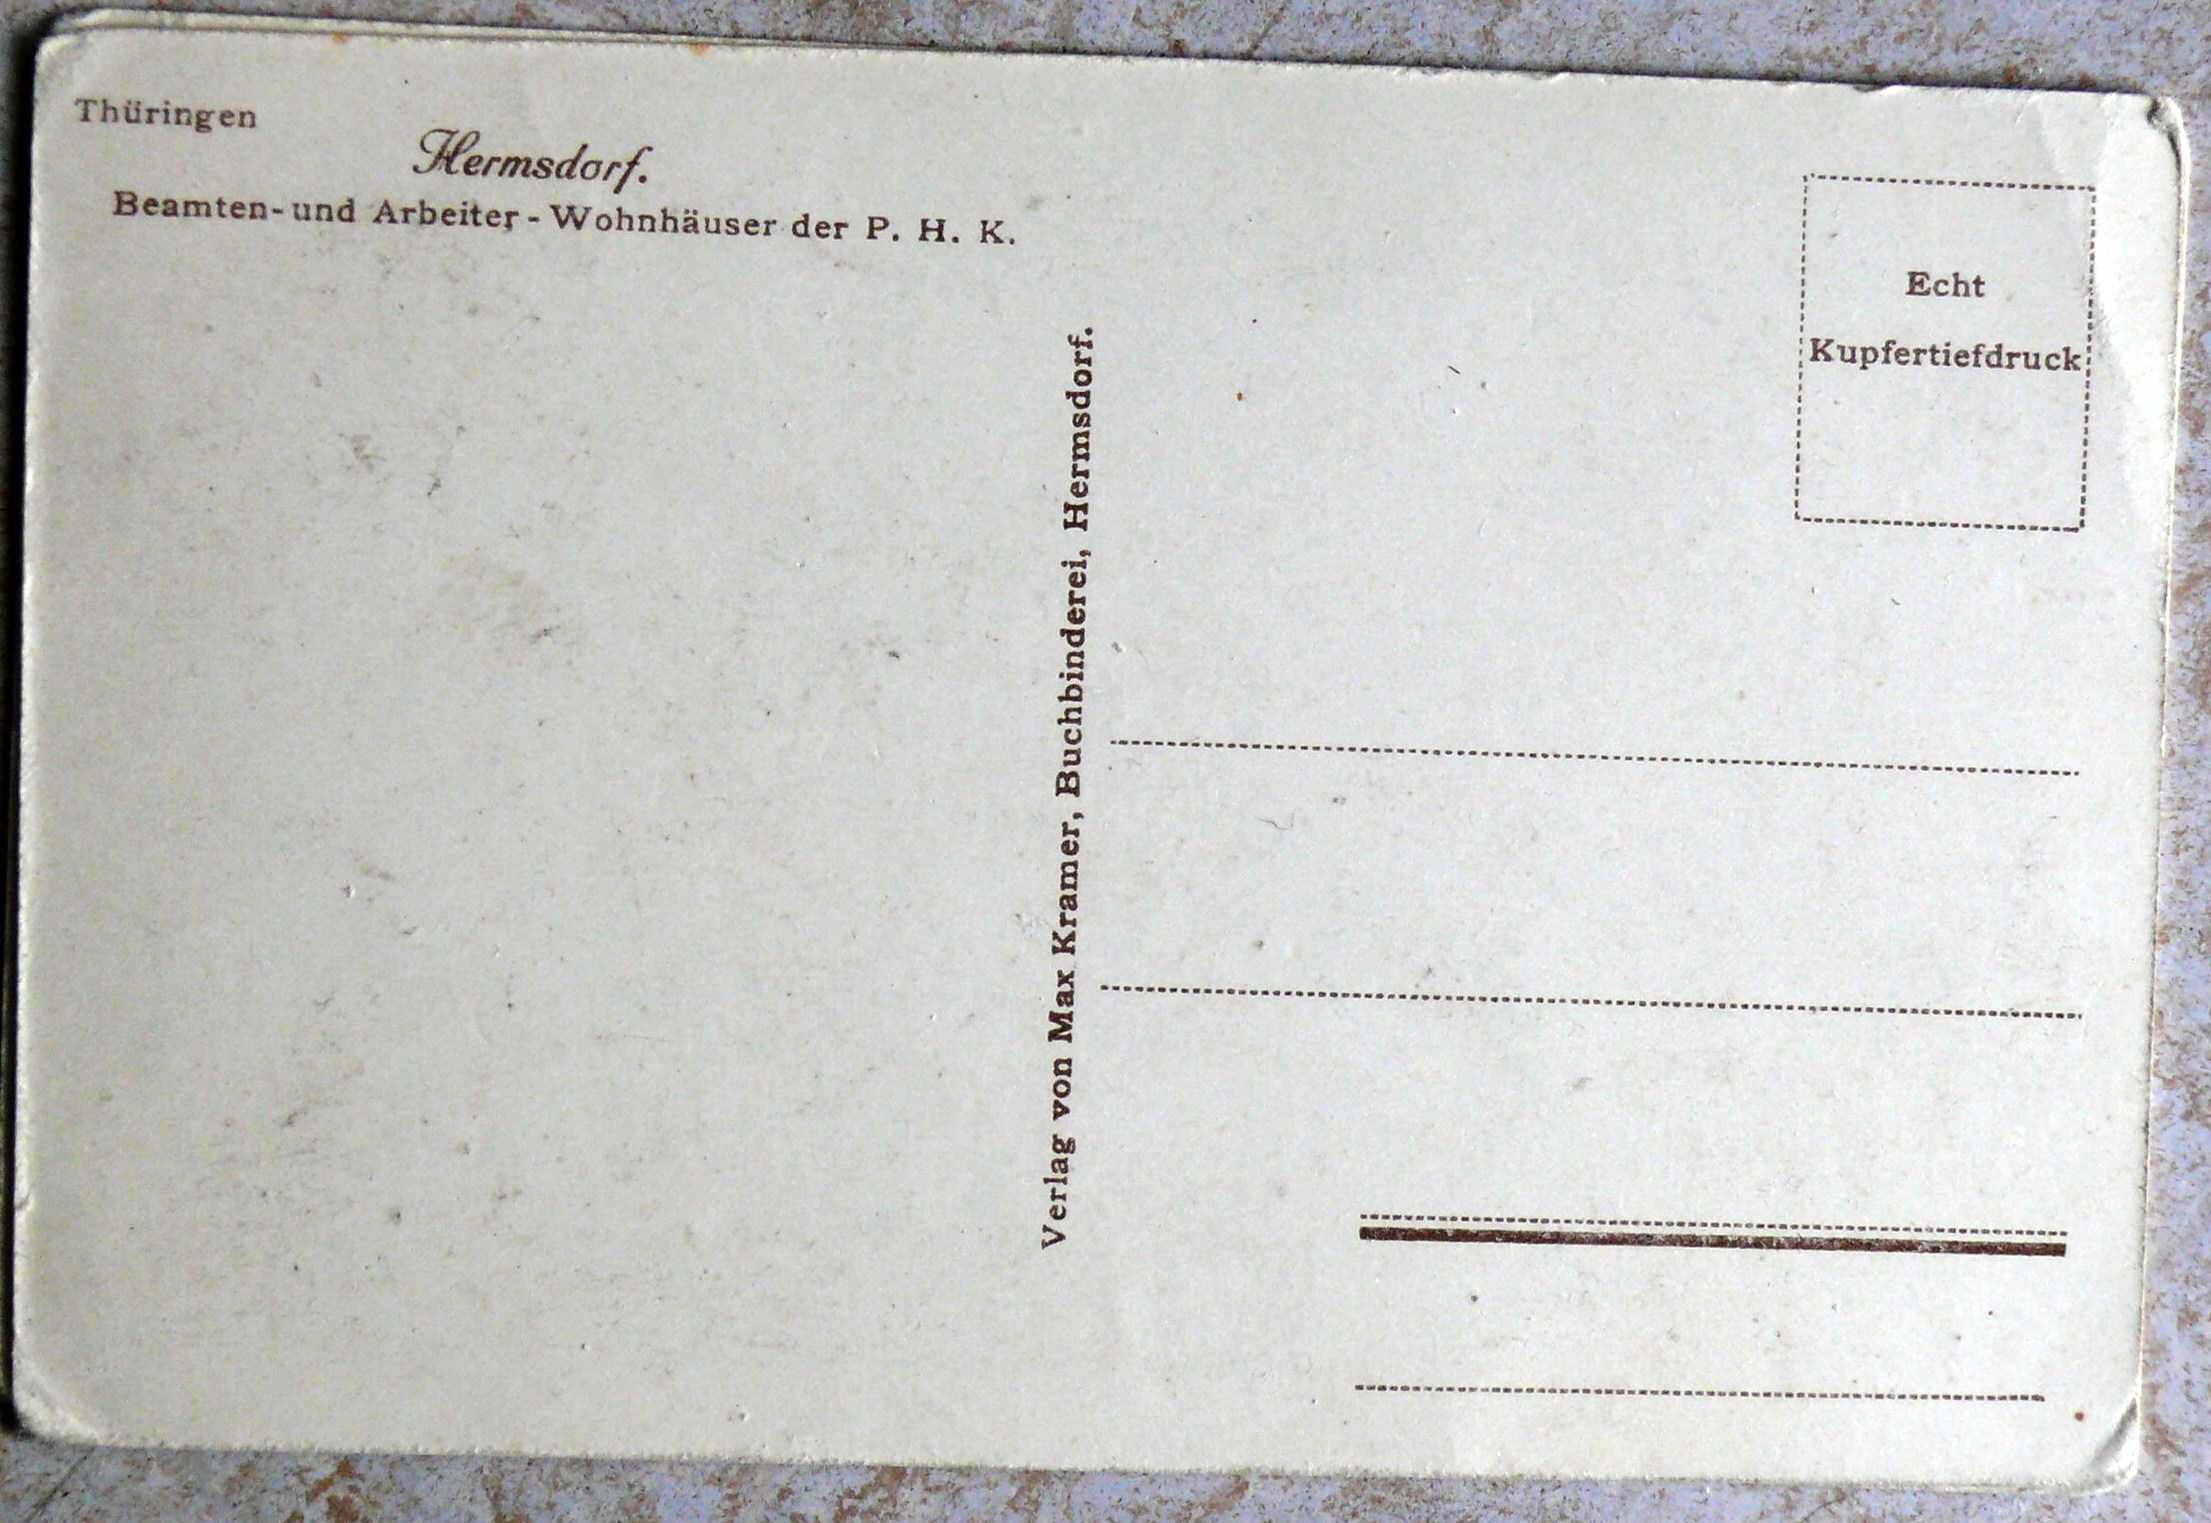 Thüringen
Hermsdorf.
Beamten- und Arbeiter - Wohnhäuser der P. H. K.
Verlag von Max Kramer, Buchbinderei, Hermsdorf.
Echt
Kupfertiefdruck